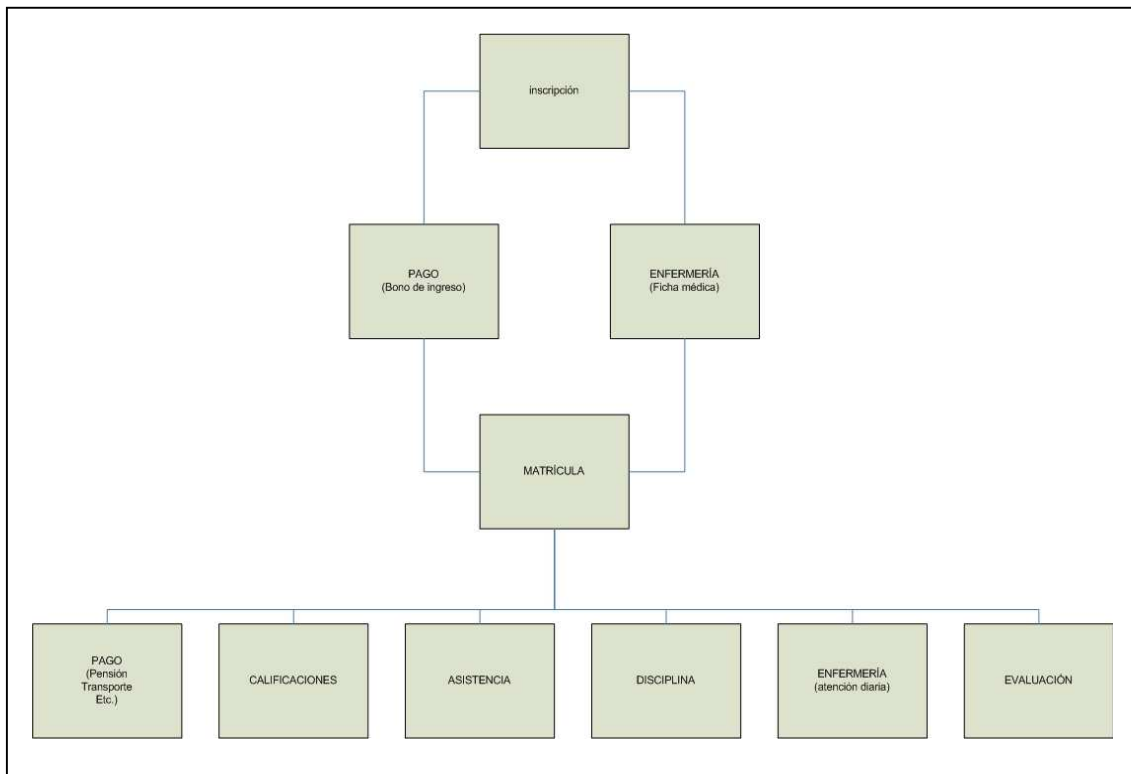 inscripción
PAGO
(Bono de ingreso)
ENFERMERÍA
(Ficha médica)
MATRÍCULA
PAGO
(Pensión
Transporte
Etc.)
CALIFICACIONES
ASISTENCIA
DISCIPLINA
ENFERMERÍA
(atención diaria)
EVALUACIÓN